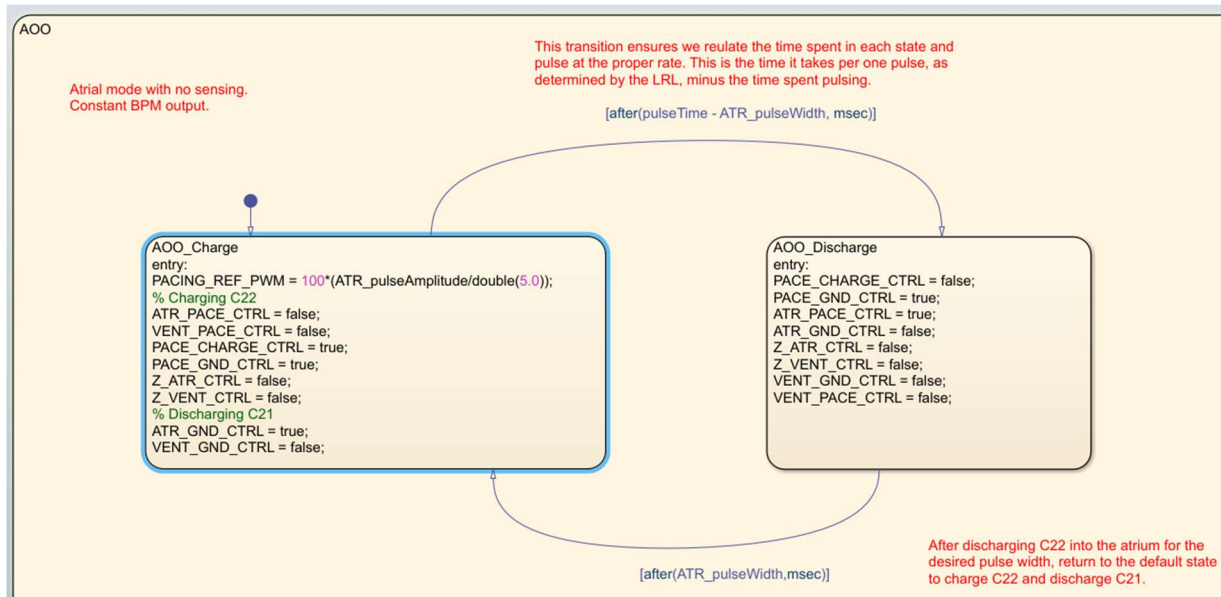 AOO
This transition ensures we reulate the time spent in each state and
pulse at the proper rate. This is the time it takes per one pulse, as
determined by the LRL, minus the time spent pulsing.
Atrial mode with no sensing.
Constant BPM output.
[after(pulseTime - ATR_pulseWidth, msec)]
AOO_Charge
entry:
PACING_REF_PWM = 100*(ATR_pulseAmplitude/double(5.0));
% Charging C22
ATR_PACE_CTRL = false;
VENT_PACE_CTRL = false;
PACE_CHARGE_CTRL = true;
PACE_GND_CTRL = true;
Z_ATR_CTRL = false;
Z_VENT_CTRL = false;
% Discharging C21
ATR_GND_CTRL = true;
VENT_GND_CTRL = false;
AOO_Discharge
entry:
PACE_CHARGE_CTRL = false;
PACE_GND_CTRL = true;
ATR_PACE_CTRL = true;
ATR_GND_CTRL = false;
Z_ATR_CTRL = false;
Z_VENT_CTRL = false;
VENT_GND_CTRL = false;
VENT_PACE_CTRL = false;
After discharging C22 into the atrium for the
desired pulse width, return to the default state
to charge C22 and discharge C21.
[after(ATR_pulseWidth,msec)]